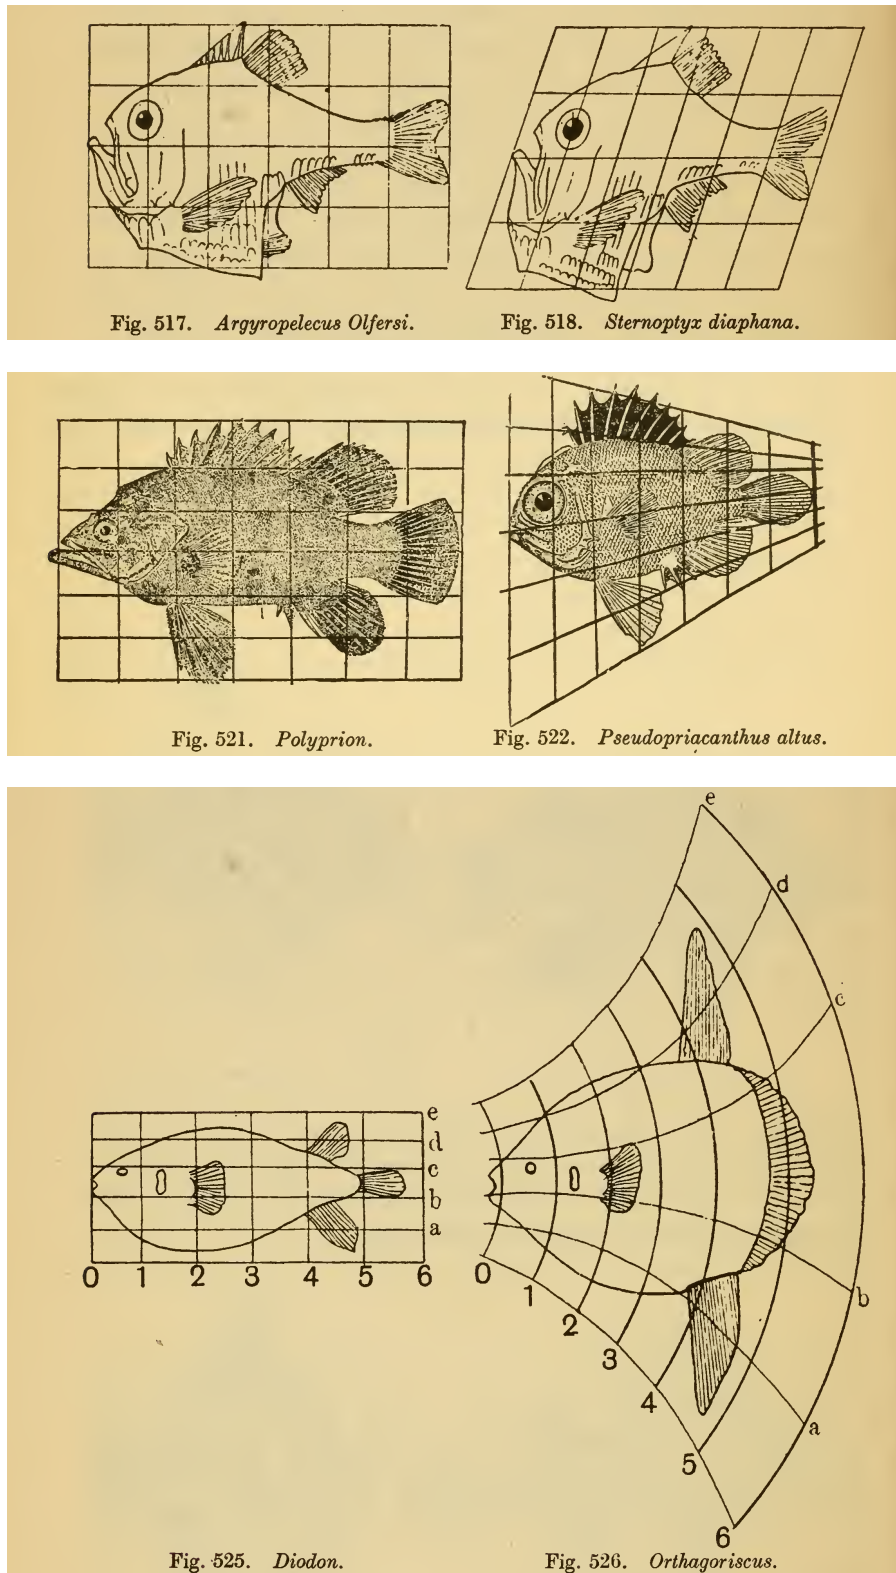 Fig. 517. Argyropelecus Olfersi.
Fig. 518. Sternoptyx diaphana.
Fig. 521. Polyprion.
Fig. 522. Pseudopriacanthus altus.
e
d
c
e
d
c
b
a
0 1 2 3 4 5 6
0
1
2
3
4
5
6
b
a
Fig. 525. Diodon.
Fig. 526. Orthagoriscus.